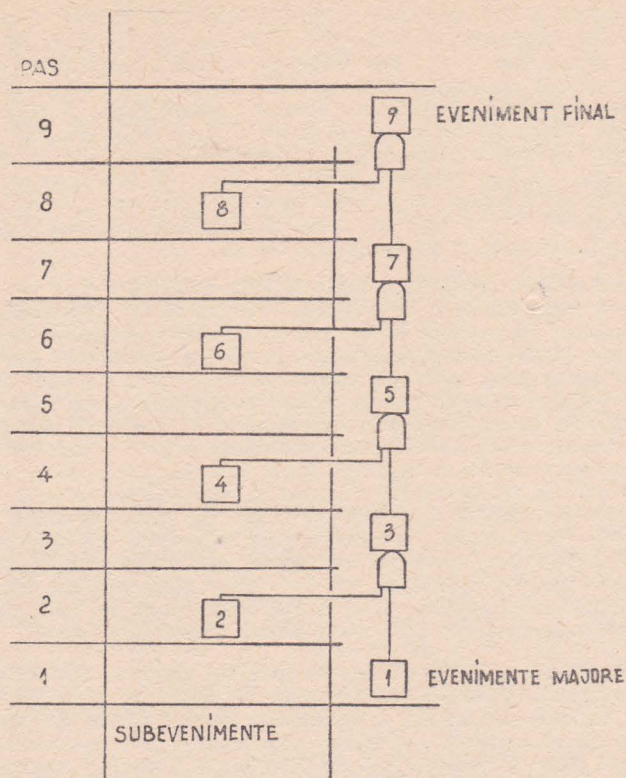 PAS
9 9 EVENIMENT FINAL
8 8
7 7
6 6
5 5
4 4
3 3
2 2
1 1 EVENIMENTE MAJORE
SUBEVENIMENTE